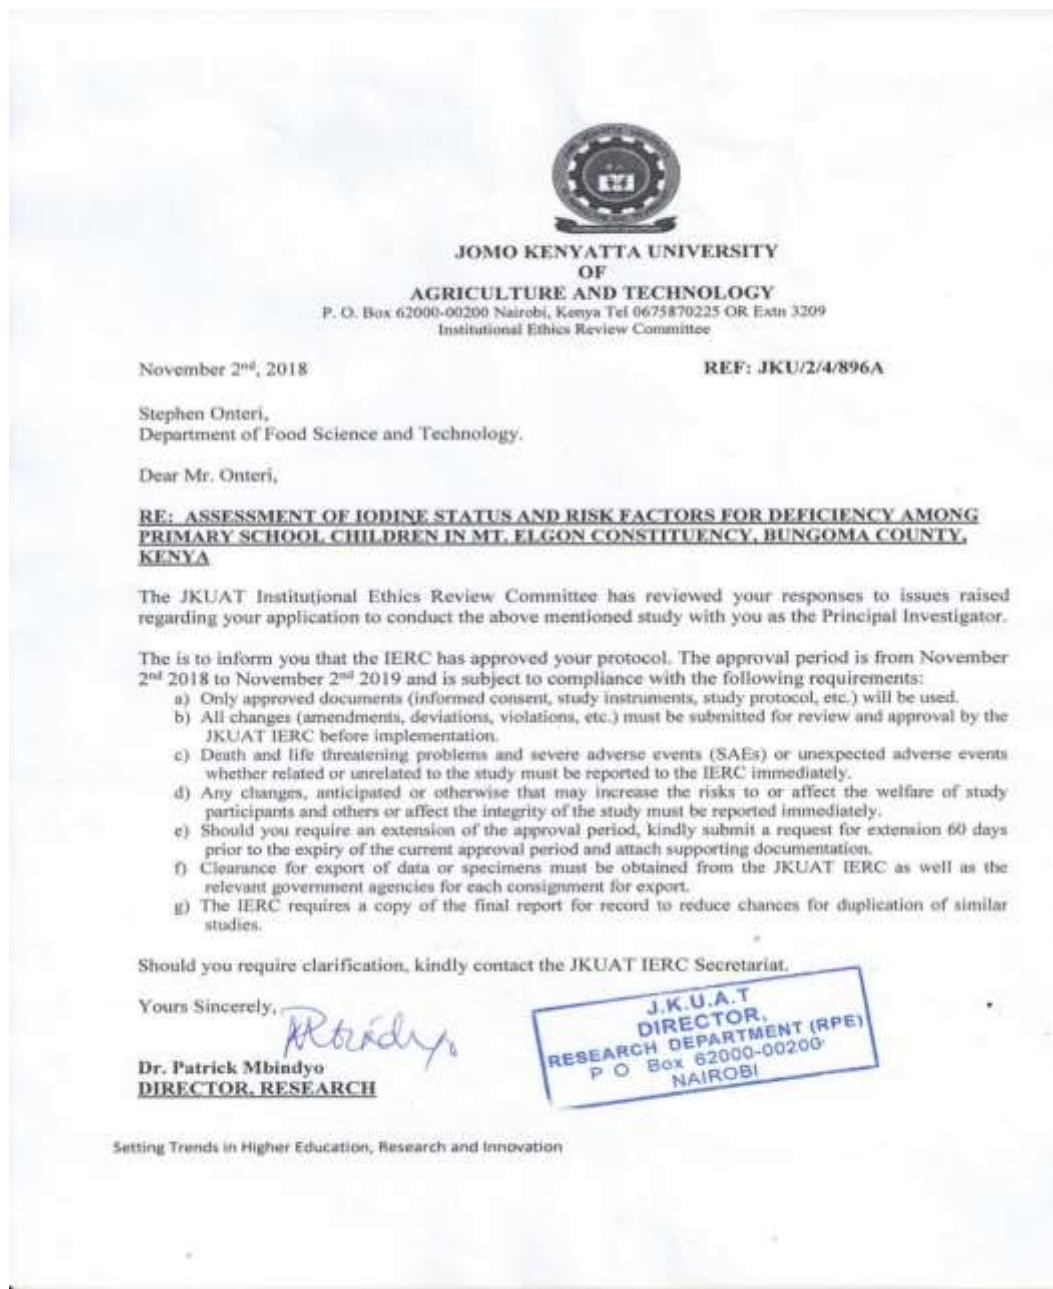 JOMO KENYATTA UNIVERSITY
OF
AGRICULTURE AND TECHNOLOGY
P. O. Box 62000-00200 Nairobi, Kenya Tel 0675870225 OR Extn 3209
Institutional Ethics Review Committee
November 2nd, 2018 REF: JKU/2/4/896A
Stephen Onteri,
Department of Food Science and Technology.
Dear Mr. Onteri,
RE: ASSESSMENT OF IODINE STATUS AND RISK FACTORS FOR DEFICIENCY AMONG
PRIMARY SCHOOL CHILDREN IN MT. ELGON CONSTITUENCY, BUNGOMA COUNTY,
KENYA
The JKUAT Institutional Ethics Review Committee has reviewed your responses to issues raised
regarding your application to conduct the above mentioned study with you as the Principal Investigator.
The is to inform you that the IERC has approved your protocol. The approval period is from November
2nd 2018 to November 2nd 2019 and is subject to compliance with the following requirements:
a) Only approved documents (informed consent, study instruments, study protocol, etc.) will be used.
b) All changes (amendments, deviations, violations, etc.) must be submitted for review and approval by the
JKUAT IERC before implementation.
c) Death and life threatening problems and severe adverse events (SAEs) or unexpected adverse events
whether related or unrelated to the study must be reported to the IERC immediately.
d) Any changes, anticipated or otherwise that may increase the risks to or affect the welfare of study
participants and others or affect the integrity of the study must be reported immediately.
e) Should you require an extension of the approval period, kindly submit a request for extension 60 days
prior to the expiry of the current approval period and attach supporting documentation.
f) Clearance for export of data or specimens must be obtained from the JKUAT IERC as well as the
relevant government agencies for each consignment for export.
g) The IERC requires a copy of the final report for record to reduce chances for duplication of similar
studies.
Should you require clarification, kindly contact the JKUAT IERC Secretariat.
Yours Sincerely,
Dr. Patrick Mbindyo
DIRECTOR, RESEARCH
J.K.U.A.T
DIRECTOR,
RESEARCH DEPARTMENT (RPE)
P O Box 62000-00200
NAIROBI
Setting Trends in Higher Education, Research and Innovation